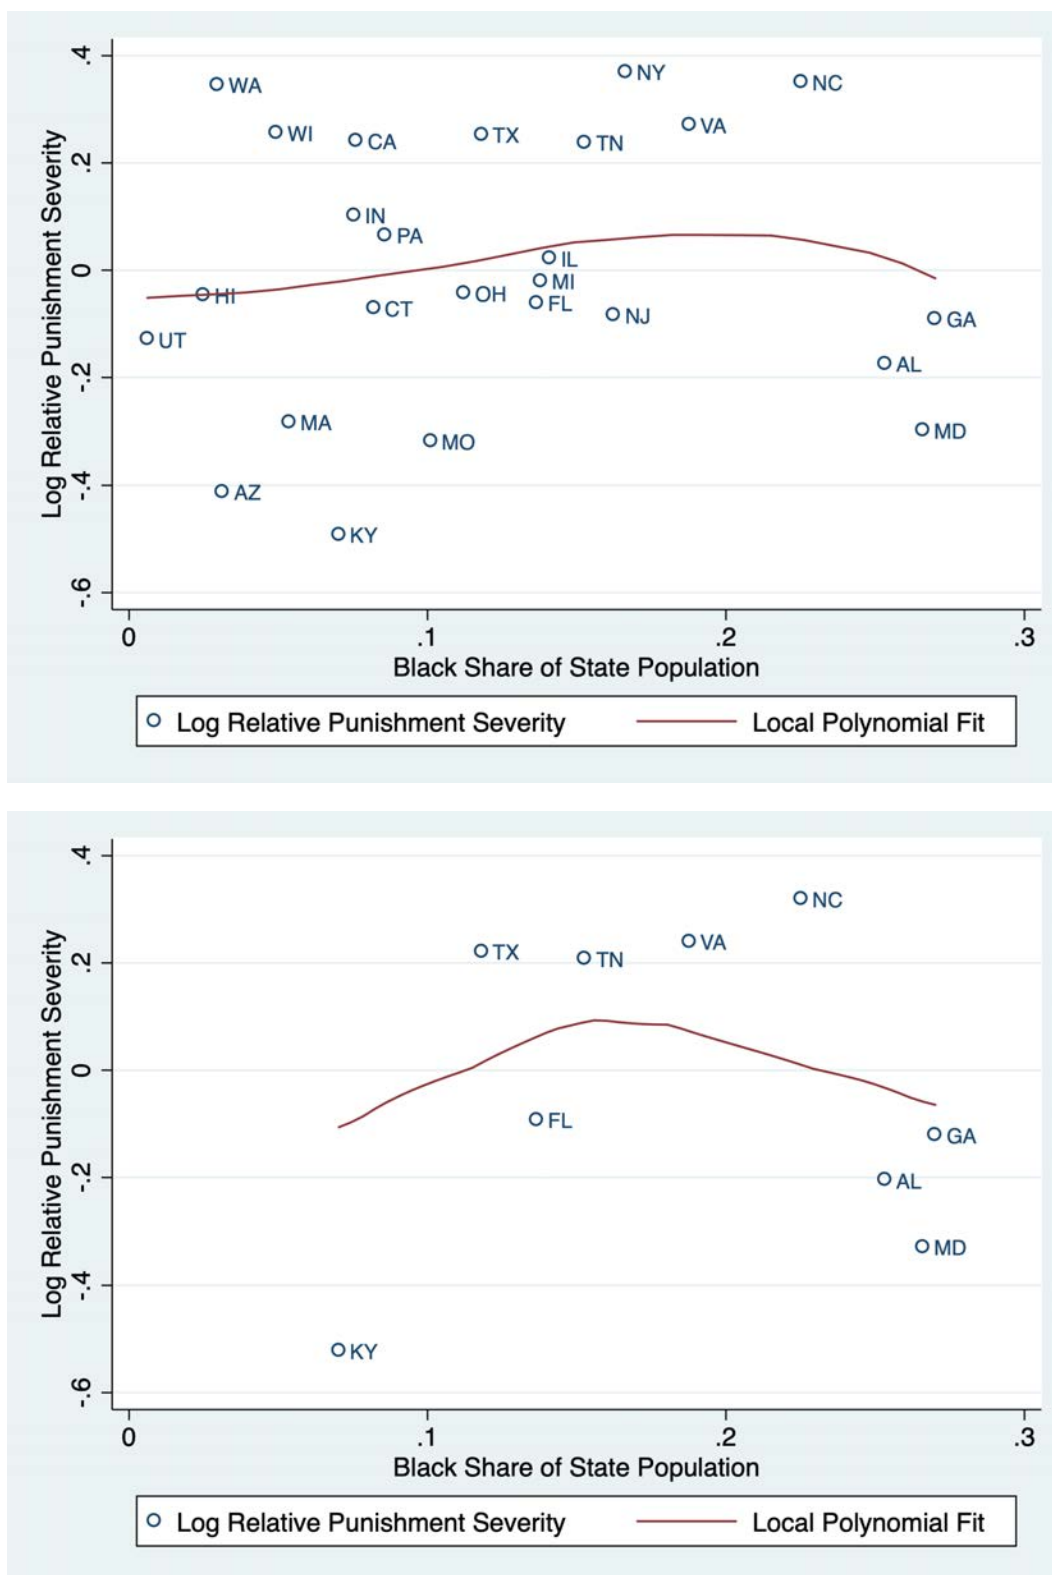 .4
WA
NY
NC
WI
CA
TX
TN
VA
.2
IN
PA
IL
0
HI
MI
OH
FL
CT
NJ
GA
UT
AL
-.2
MA
MO
MD
-.4
AZ
KY
-.6
Log Relative Punishment Severity
0 .1 .2 .3
Black Share of State Population
Log Relative Punishment Severity Local Polynomial Fit
.4
NC
VA
TX
TN
.2
0
FL
GA
-.2
AL
MD
-.4
KY
-.6
Log Relative Punishment Severity
0 .1 .2 .3
Black Share of State Population
Log Relative Punishment Severity Local Polynomial Fit